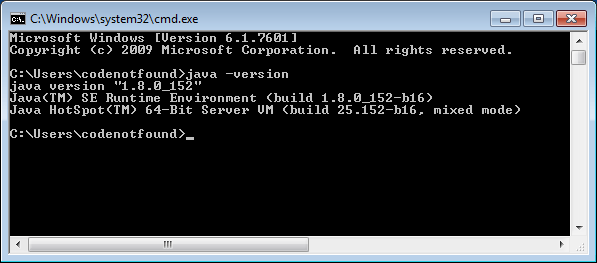 C:\Windows\system32\cmd.exe
Microsoft Windows [Version 6.1.7601]
Copyright (c) 2009 Microsoft Corporation.  All rights reserved.
C:\Users\codenotfound>java -version
java version "1.8.0_152"
Java(TM) SE Runtime Environment (build 1.8.0_152-b16)
Java HotSpot(TM) 64-Bit Server VM (build 25.152-b16, mixed mode)
C:\Users\codenotfound>_